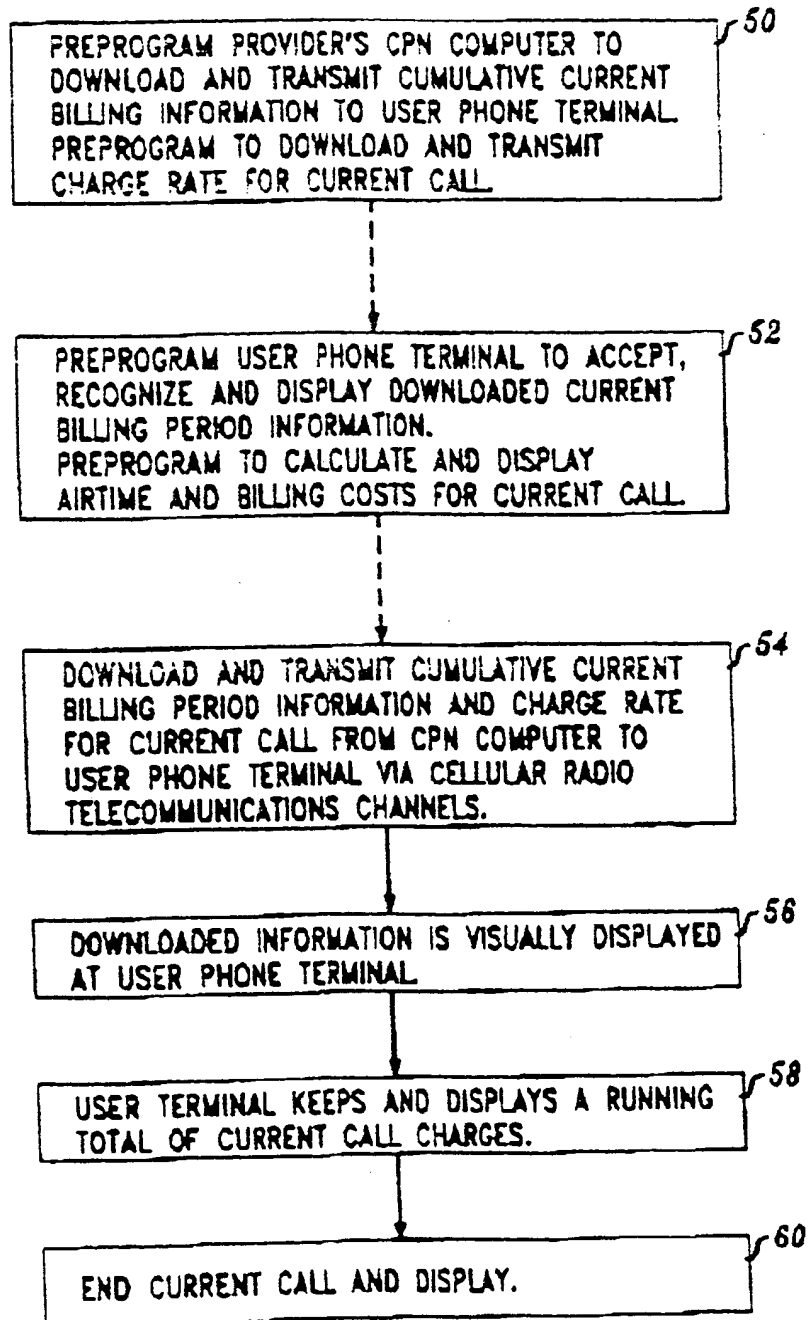 50
PREPROGRAM PROVIDER'S CPN COMPUTER TO
DOWNLOAD AND TRANSMIT CUMULATIVE CURRENT
BILLING INFORMATION TO USER PHONE TERMINAL.
PREPROGRAM TO DOWNLOAD AND TRANSMIT
CHARGE RATE FOR CURRENT CALL.
52
PREPROGRAM USER PHONE TERMINAL TO ACCEPT,
RECOGNIZE AND DISPLAY DOWNLOADED CURRENT
BILLING PERIOD INFORMATION.
PREPROGRAM TO CALCULATE AND DISPLAY
AIRTIME AND BILLING COSTS FOR CURRENT CALL.
54
DOWNLOAD AND TRANSMIT CUMULATIVE CURRENT
BILLING PERIOD INFORMATION AND CHARGE RATE
FOR CURRENT CALL FROM CPN COMPUTER TO
USER PHONE TERMINAL VIA CELLULAR RADIO
TELECOMMUNICATIONS CHANNELS.
56
DOWNLOADED INFORMATION IS VISUALLY DISPLAYED
AT USER PHONE TERMINAL
58
USER TERMINAL KEEPS AND DISPLAYS A RUNNING
TOTAL OF CURRENT CALL CHARGES.
60
END CURRENT CALL AND DISPLAY.